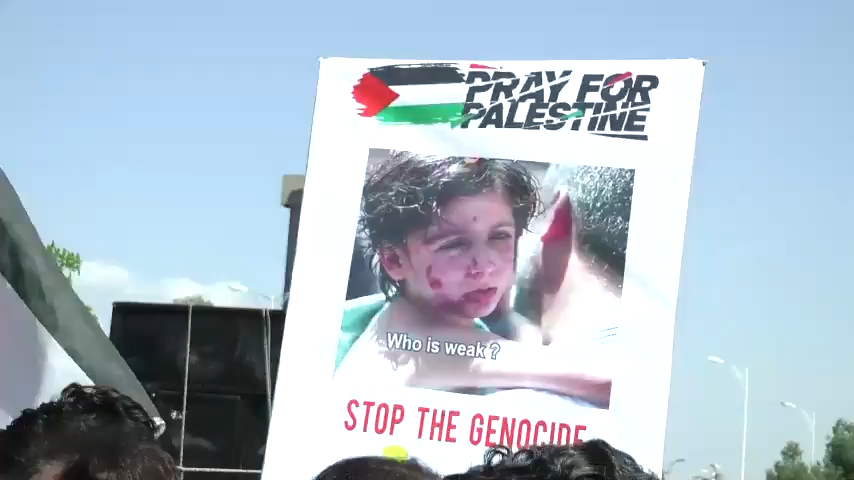 PRAY FOR
PALESTINE
Who is weak ?
STOP THE GENOCIDE